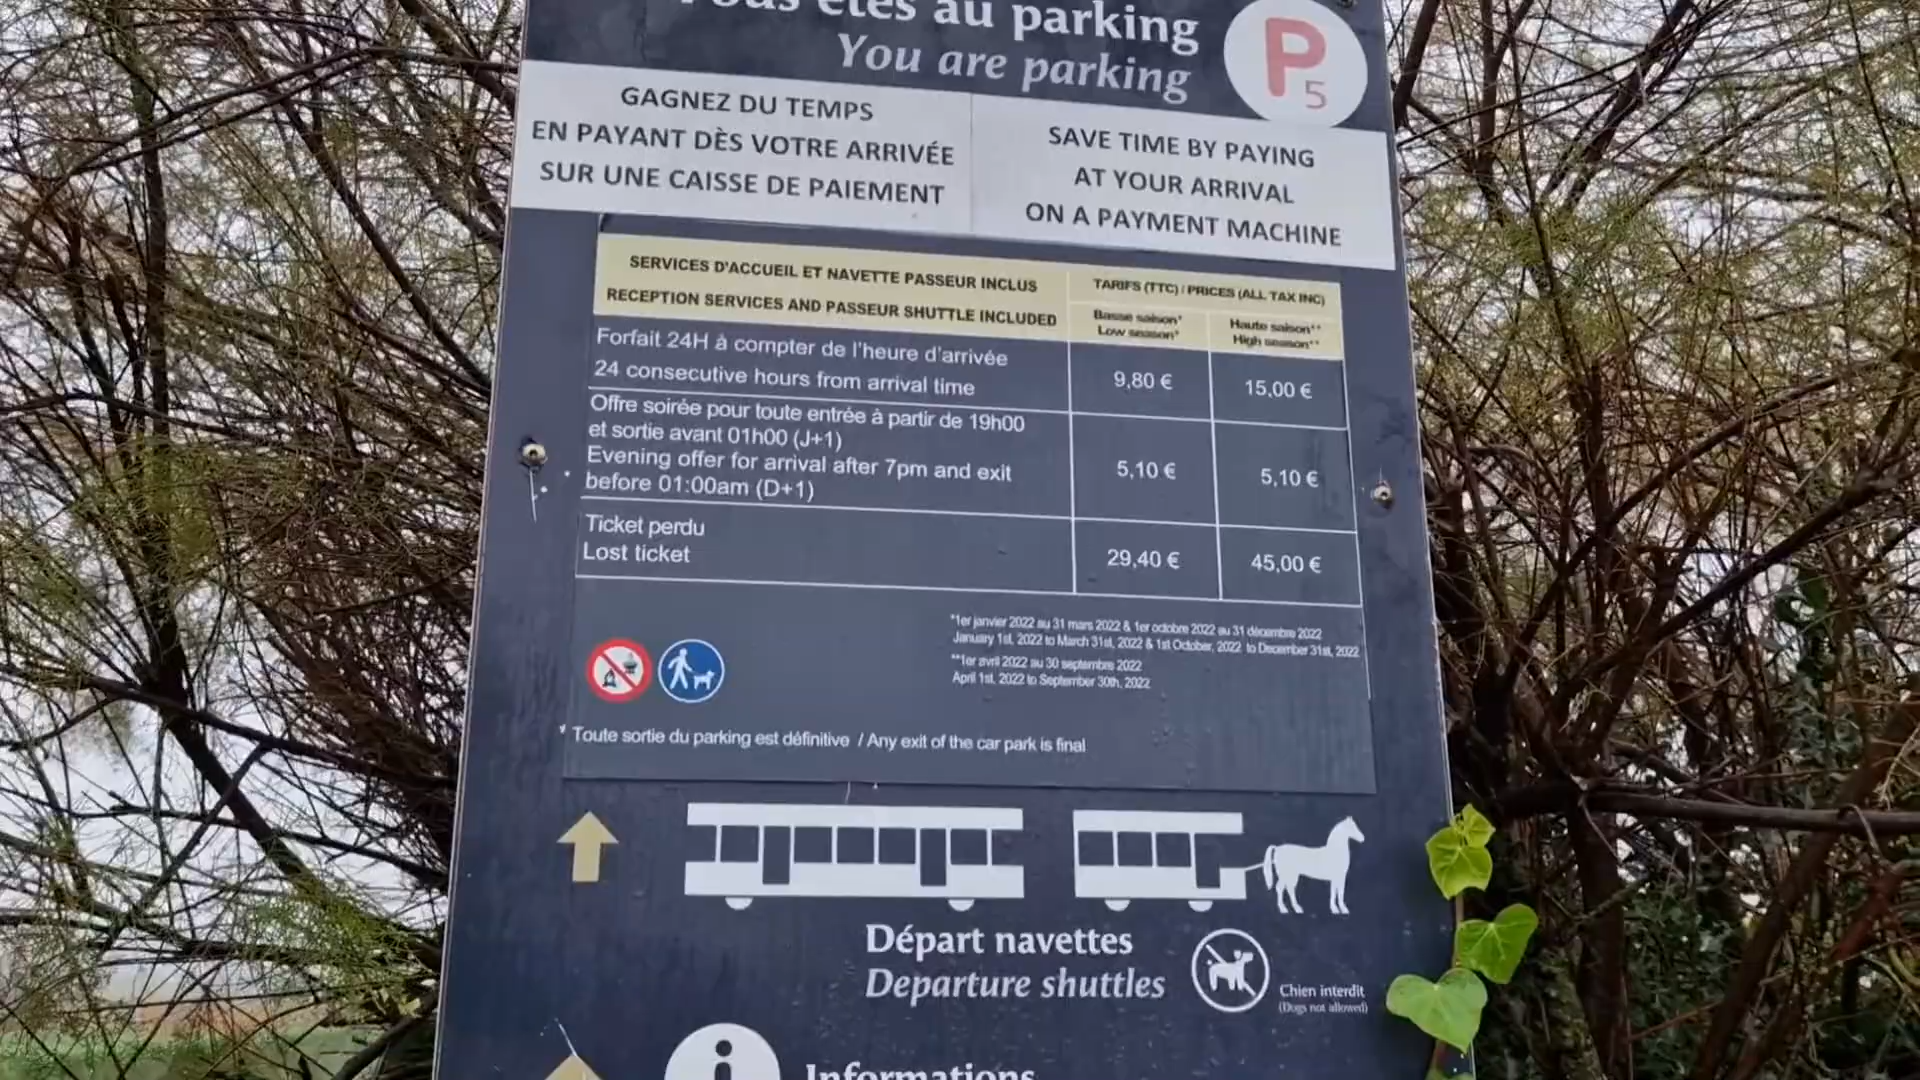 Vous êtes au parking
You are parking
P5
GAGNEZ DU TEMPS
EN PAYANT DÈS VOTRE ARRIVÉE
SUR UNE CAISSE DE PAIEMENT
SAVE TIME BY PAYING
AT YOUR ARRIVAL
ON A PAYMENT MACHINE
SERVICES D'ACCUEIL ET NAVETTE PASSEUR INCLUS
RECEPTION SERVICES AND PASSEUR SHUTTLE INCLUDED
TARIFS (TTC) / PRICES (ALL TAX INC)
Basse saison*
Low season*
Haute saison**
High season**
Forfait 24H à compter de l'heure d'arrivée
24 consecutive hours from arrival time
9,80 €
15,00 €
Offre soirée pour toute entrée à partir de 19h00
et sortie avant 01h00 (J+1)
Evening offer for arrival after 7pm and exit
before 01:00am (D+1)
5,10 €
5,10 €
Ticket perdu
Lost ticket
29,40 €
45,00 €
*1er janvier 2022 au 31 mars 2022 & 1er octobre 2022 au 31 décembre 2022
January 1st, 2022 to March 31st, 2022 & 1st October, 2022 to December 31st, 2022
**1er avril 2022 au 30 septembre 2022
April 1st, 2022 to September 30th, 2022
* Toute sortie du parking est définitive / Any exit of the car park is final
Départ navettes
Departure shuttles
Chien interdit
(Dogs not allowed)
i
Informations